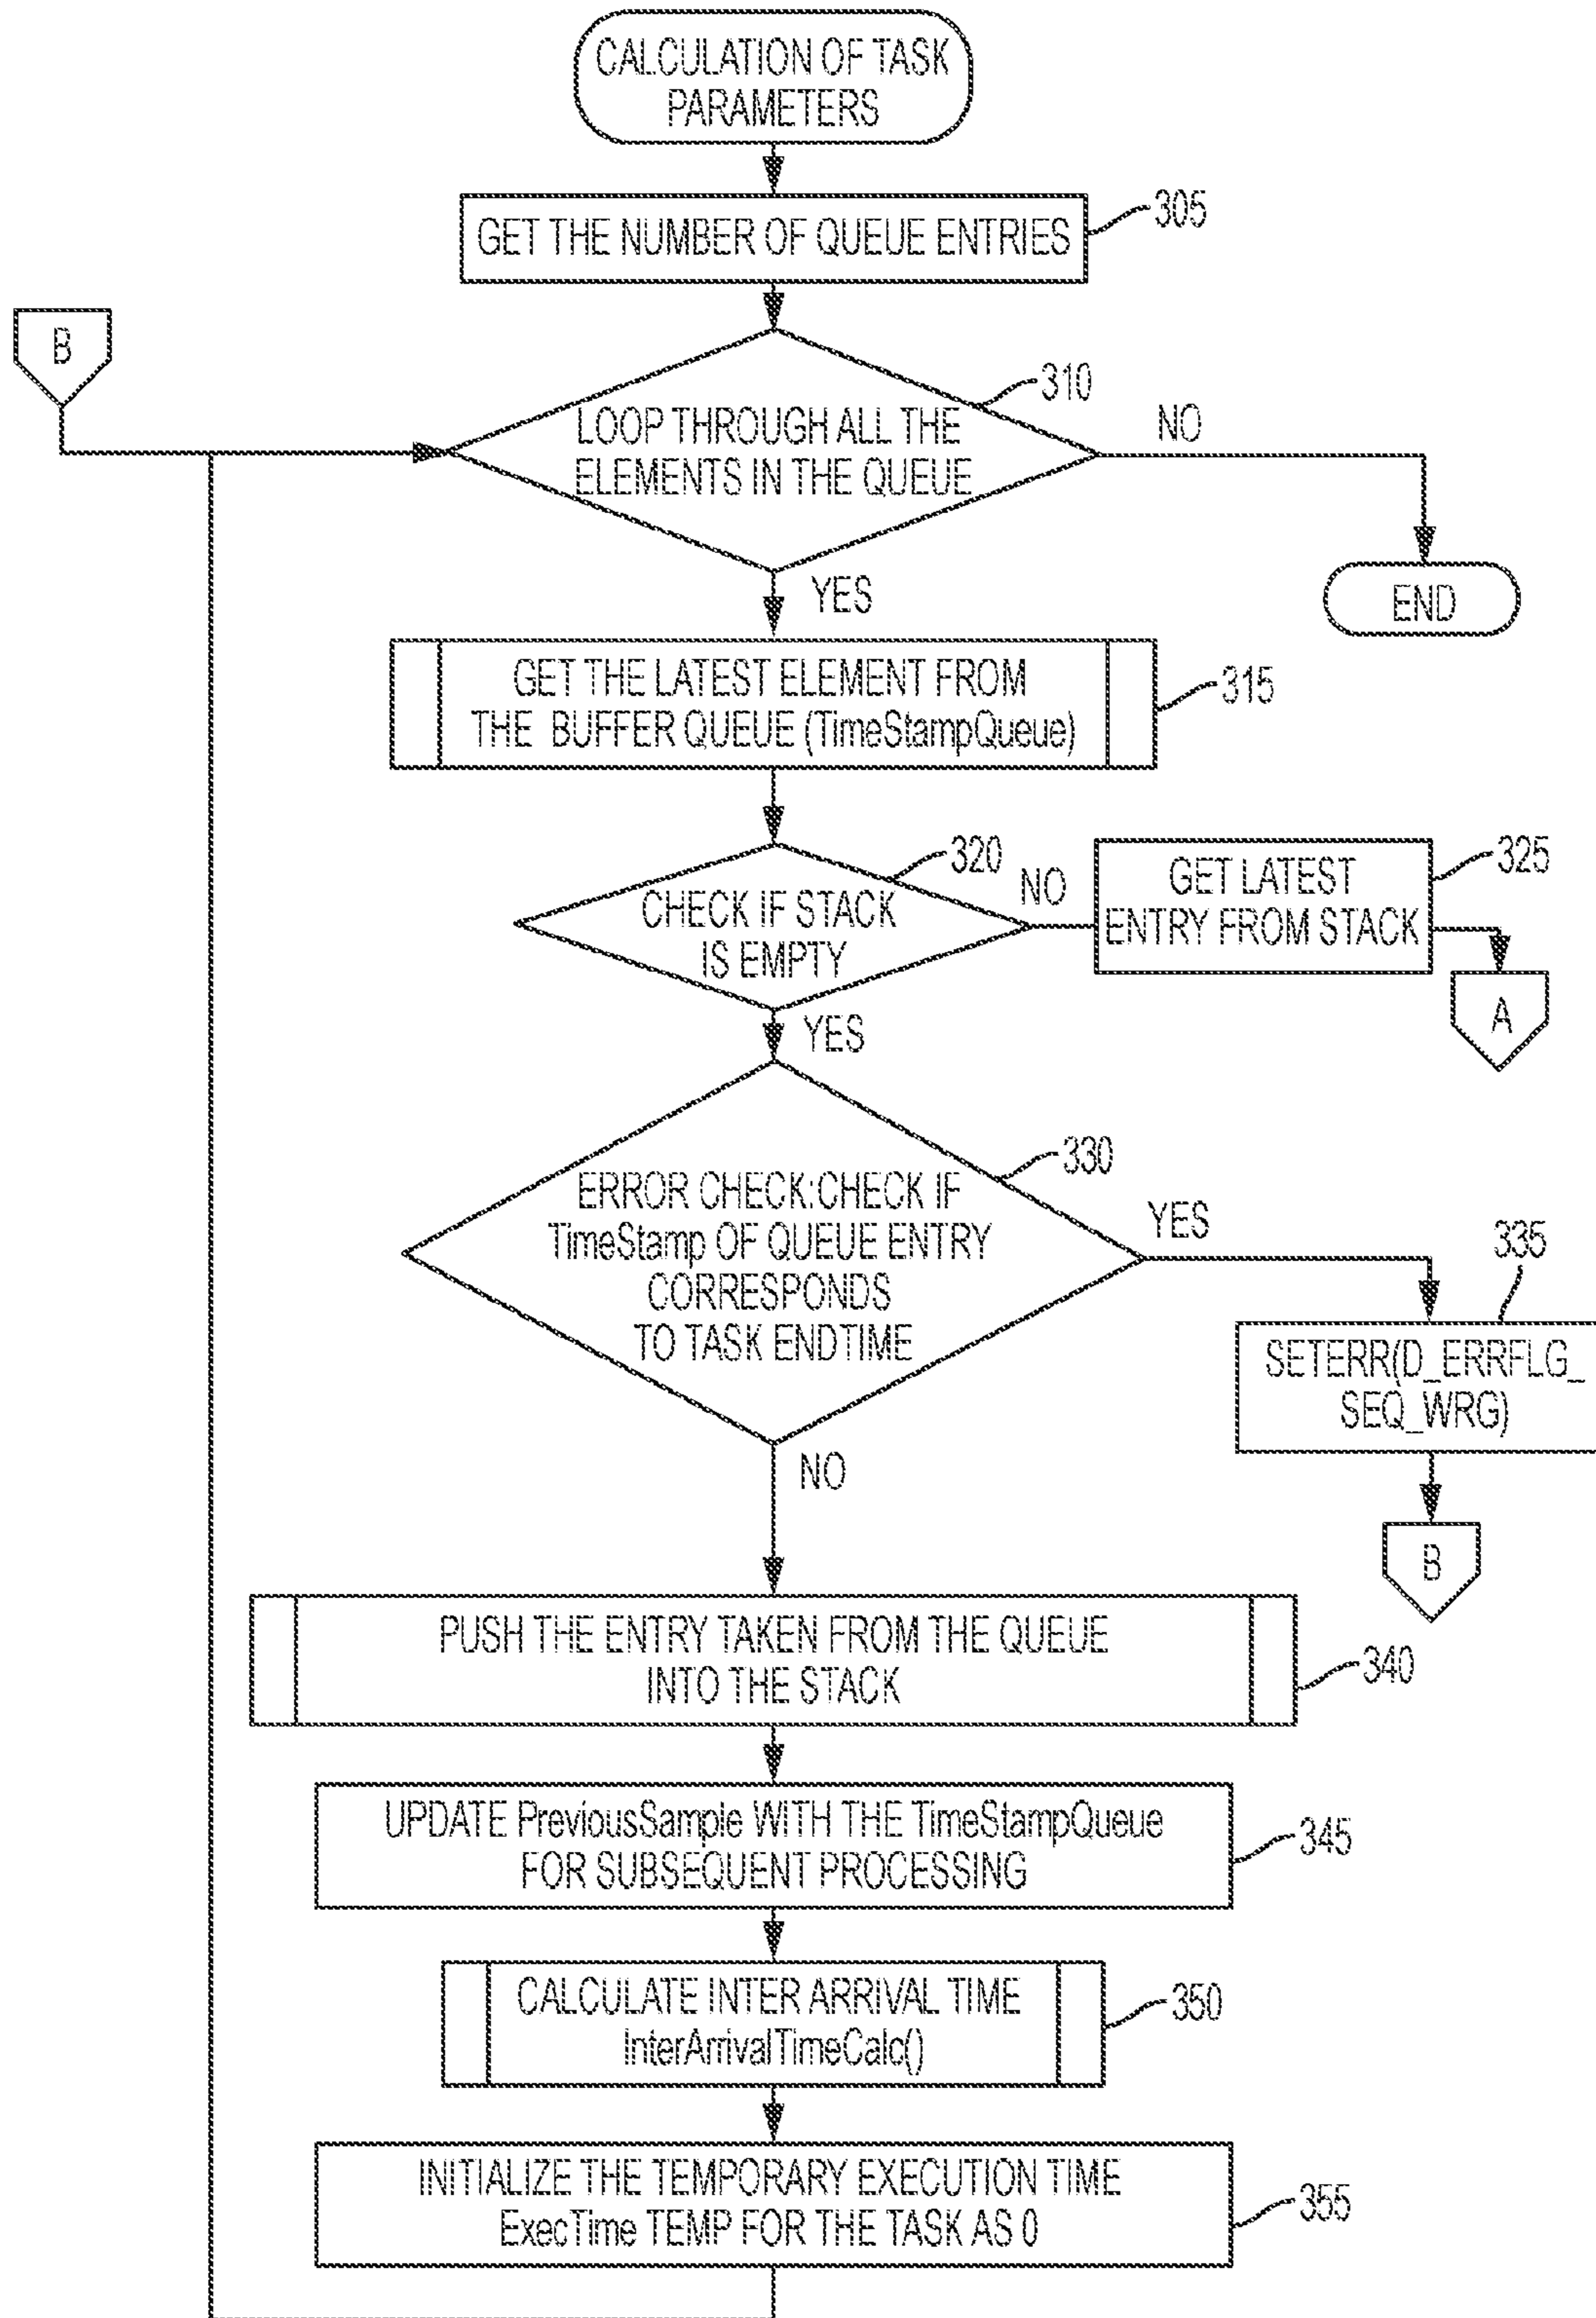 CALCULATION OF TASK
PARAMETERS
GET THE NUMBER OF QUEUE ENTRIES
305
B
310
LOOP THROUGH ALL THE
ELEMENTS IN THE QUEUE
NO
YES
END
GET THE LATEST ELEMENT FROM
THE BUFFER QUEUE (TimeStampQueue)
315
320
CHECK IF STACK
IS EMPTY
NO
GET LATEST
ENTRY FROM STACK
325
A
YES
330
ERROR CHECK:CHECK IF
TimeStamp OF QUEUE ENTRY
CORRESPONDS
TO TASK ENDTIME
YES
335
SETERR(D_ERRFLG_
SEQ_WRG)
NO
B
PUSH THE ENTRY TAKEN FROM THE QUEUE
INTO THE STACK
340
UPDATE PreviousSample WITH THE TimeStampQueue
FOR SUBSEQUENT PROCESSING
345
CALCULATE INTER ARRIVAL TIME
InterArrivalTimeCalc()
350
INITIALIZE THE TEMPORARY EXECUTION TIME
ExecTime TEMP FOR THE TASK AS 0
355